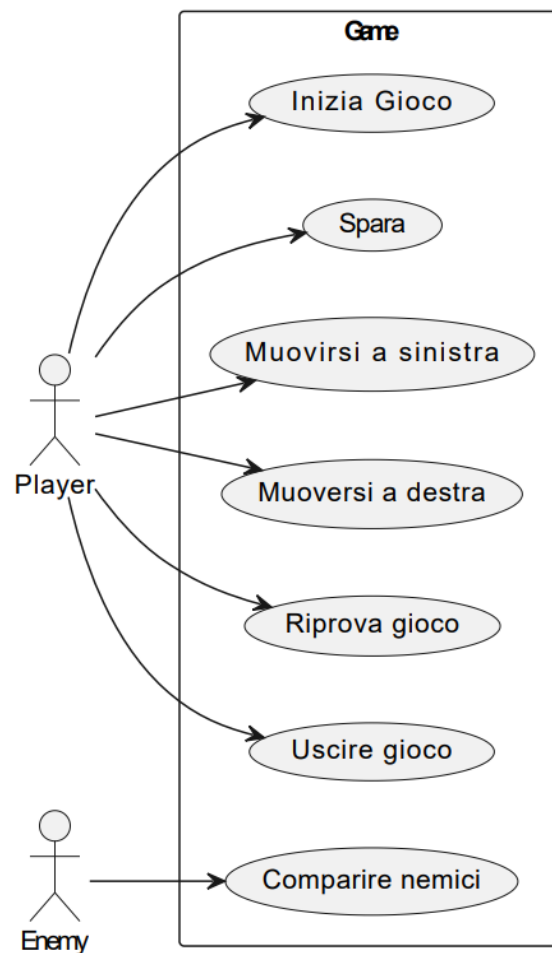 Game
Inizia Gioco
Spara
Muovirsi a sinistra
Muoversi a destra
Player
Riprova gioco
Uscire gioco
Comparire nemici
Enemy